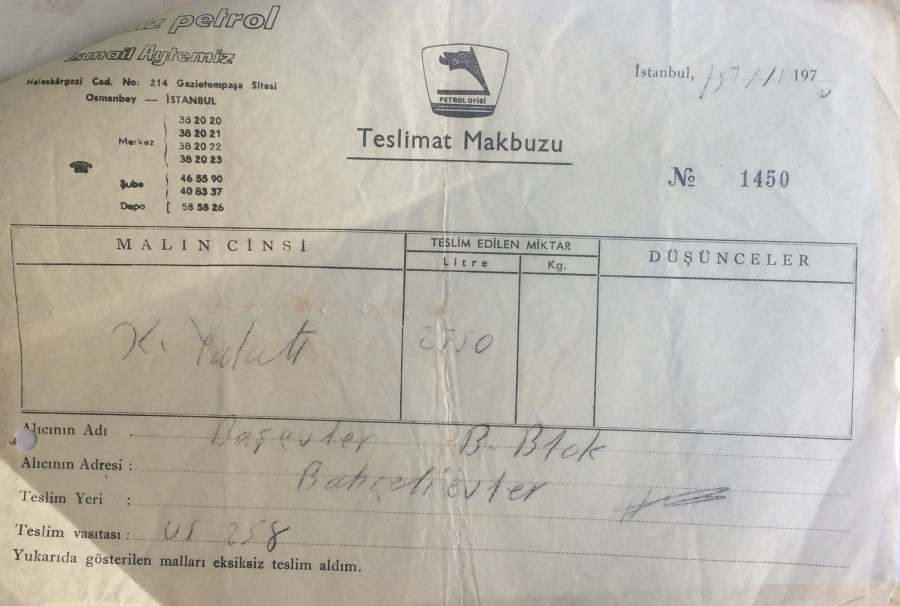 iz petrol
İsmail Aytemiz
Halaskârgazi Cad. No: 214 Gazietempaşa Sitesi
Osmanbey — İSTANBUL
Merkez
38 20 20
38 20 21
38 20 22
38 20 23
Şube
46 55 90
40 83 37
Depo [ 58 58 26
PETROL OFİSİ
Teslimat Makbuzu
İstanbul, 197
№ 1450
MALIN CİNSİ
TESLİM EDİLEN MİKTAR
Litre
Kg.
DÜŞÜNCELER
K. Yakıtı
Alıcının Adı Başevler B. Blok
Alıcının Adresi : Bahçelievler
Teslim Yeri :
Teslim vasıtası : 258
Yukarıda gösterilen malları eksiksiz teslim aldım.